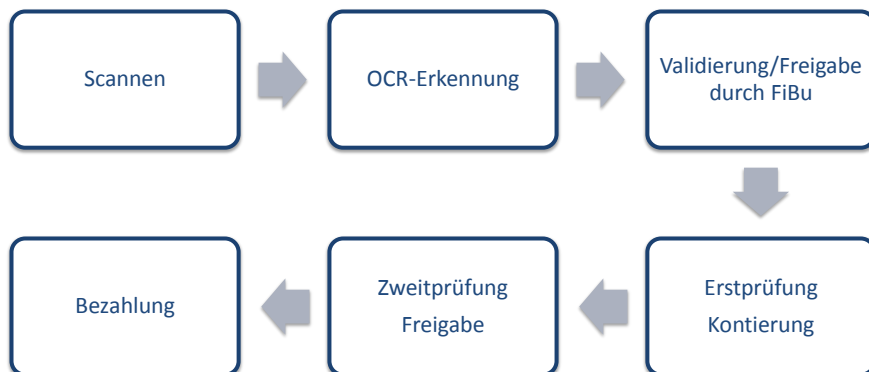 Scannen
OCR-Erkennung
Validierung/Freigabe
durch FiBu
Erstprüfung
Kontierung
Zweitprüfung
Freigabe
Bezahlung